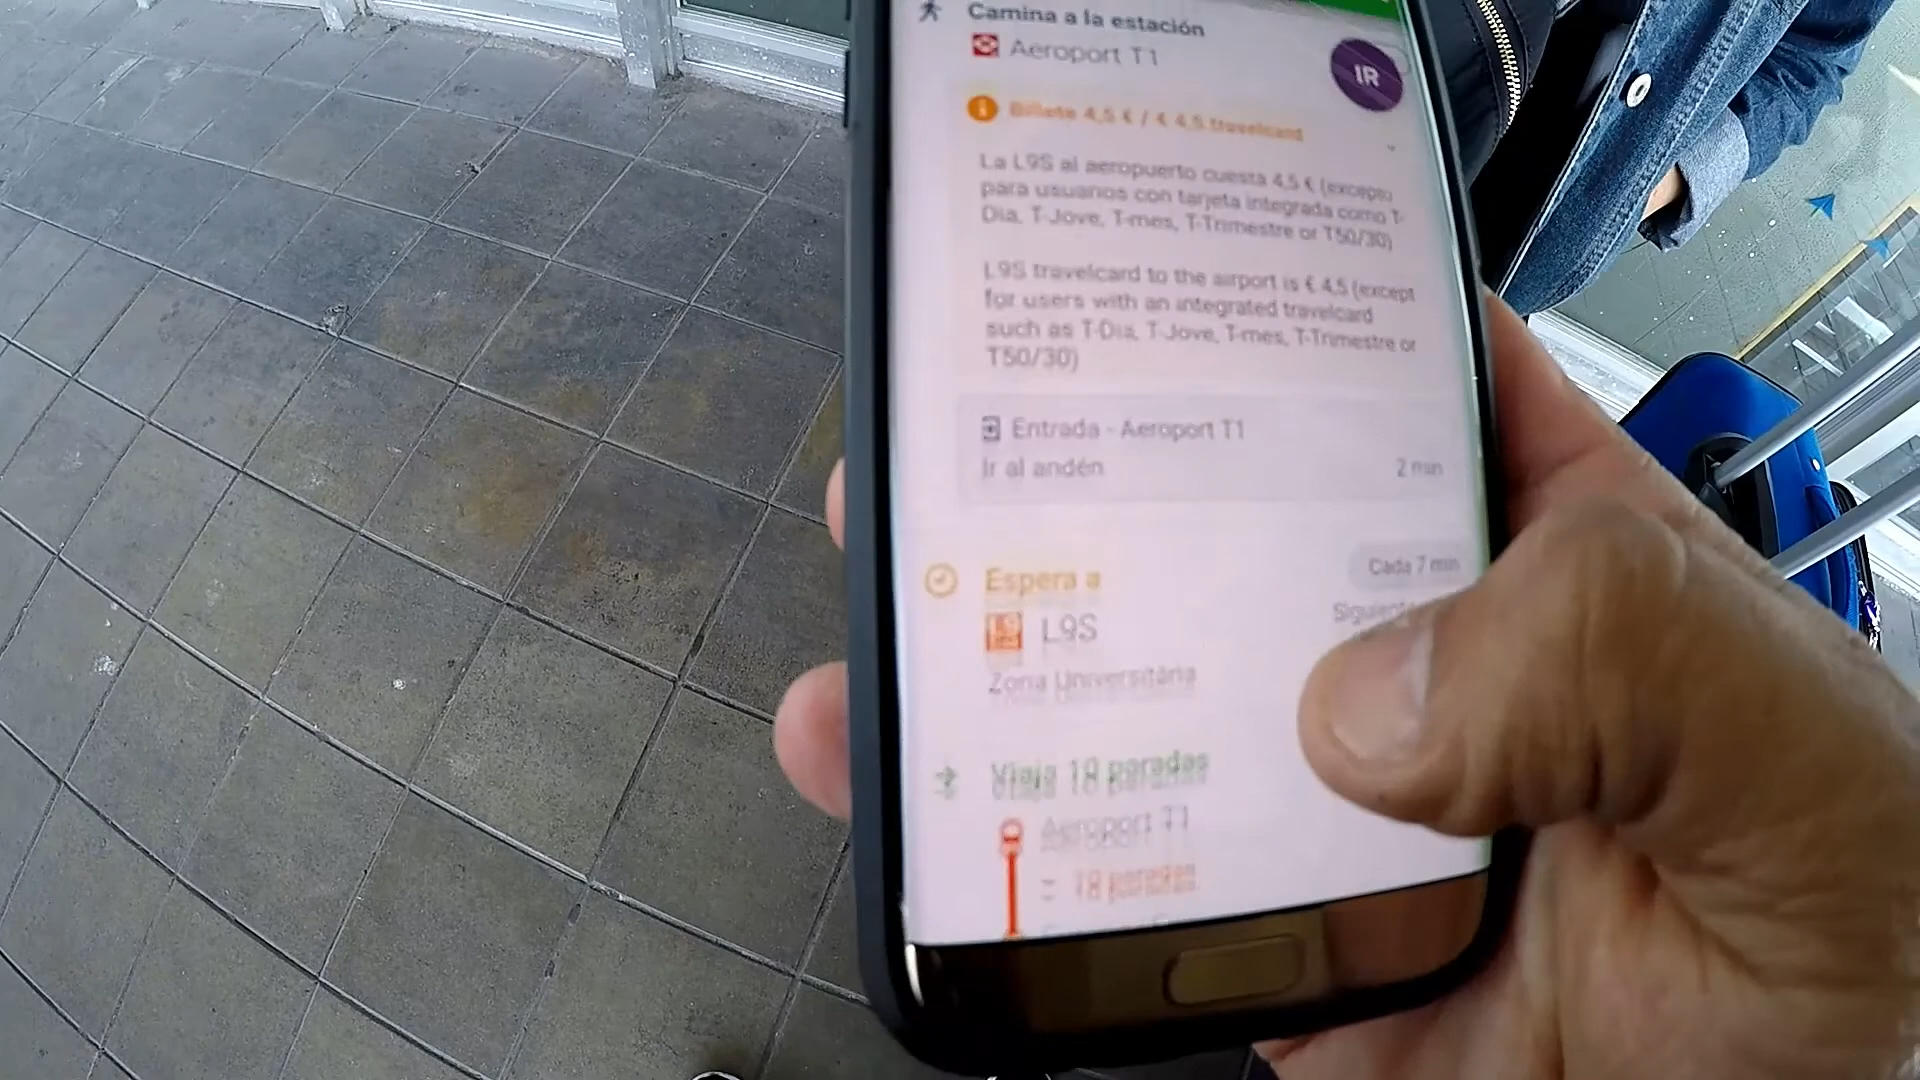 Camina a la estación
Aeroport T1
IR
Billete 4,5 € / € 4,5 travelcard
La L9S al aeropuerto cuesta 4,5 € (excepto
para usuarios con tarjeta integrada como T-
Dia, T-Jove, T-mes, T-Trimestre or T50/30)
L9S travelcard to the airport is € 4,5 (except
for users with an integrated travelcard
such as T-Dia, T-Jove, T-mes, T-Trimestre or
T50/30)
Entrada - Aeroport T1
Ir al andén
2 min
Espera a
Cada 7 min
L9S
Zona Universitària
Viaja paradas
Aeroport T1
18 paradas